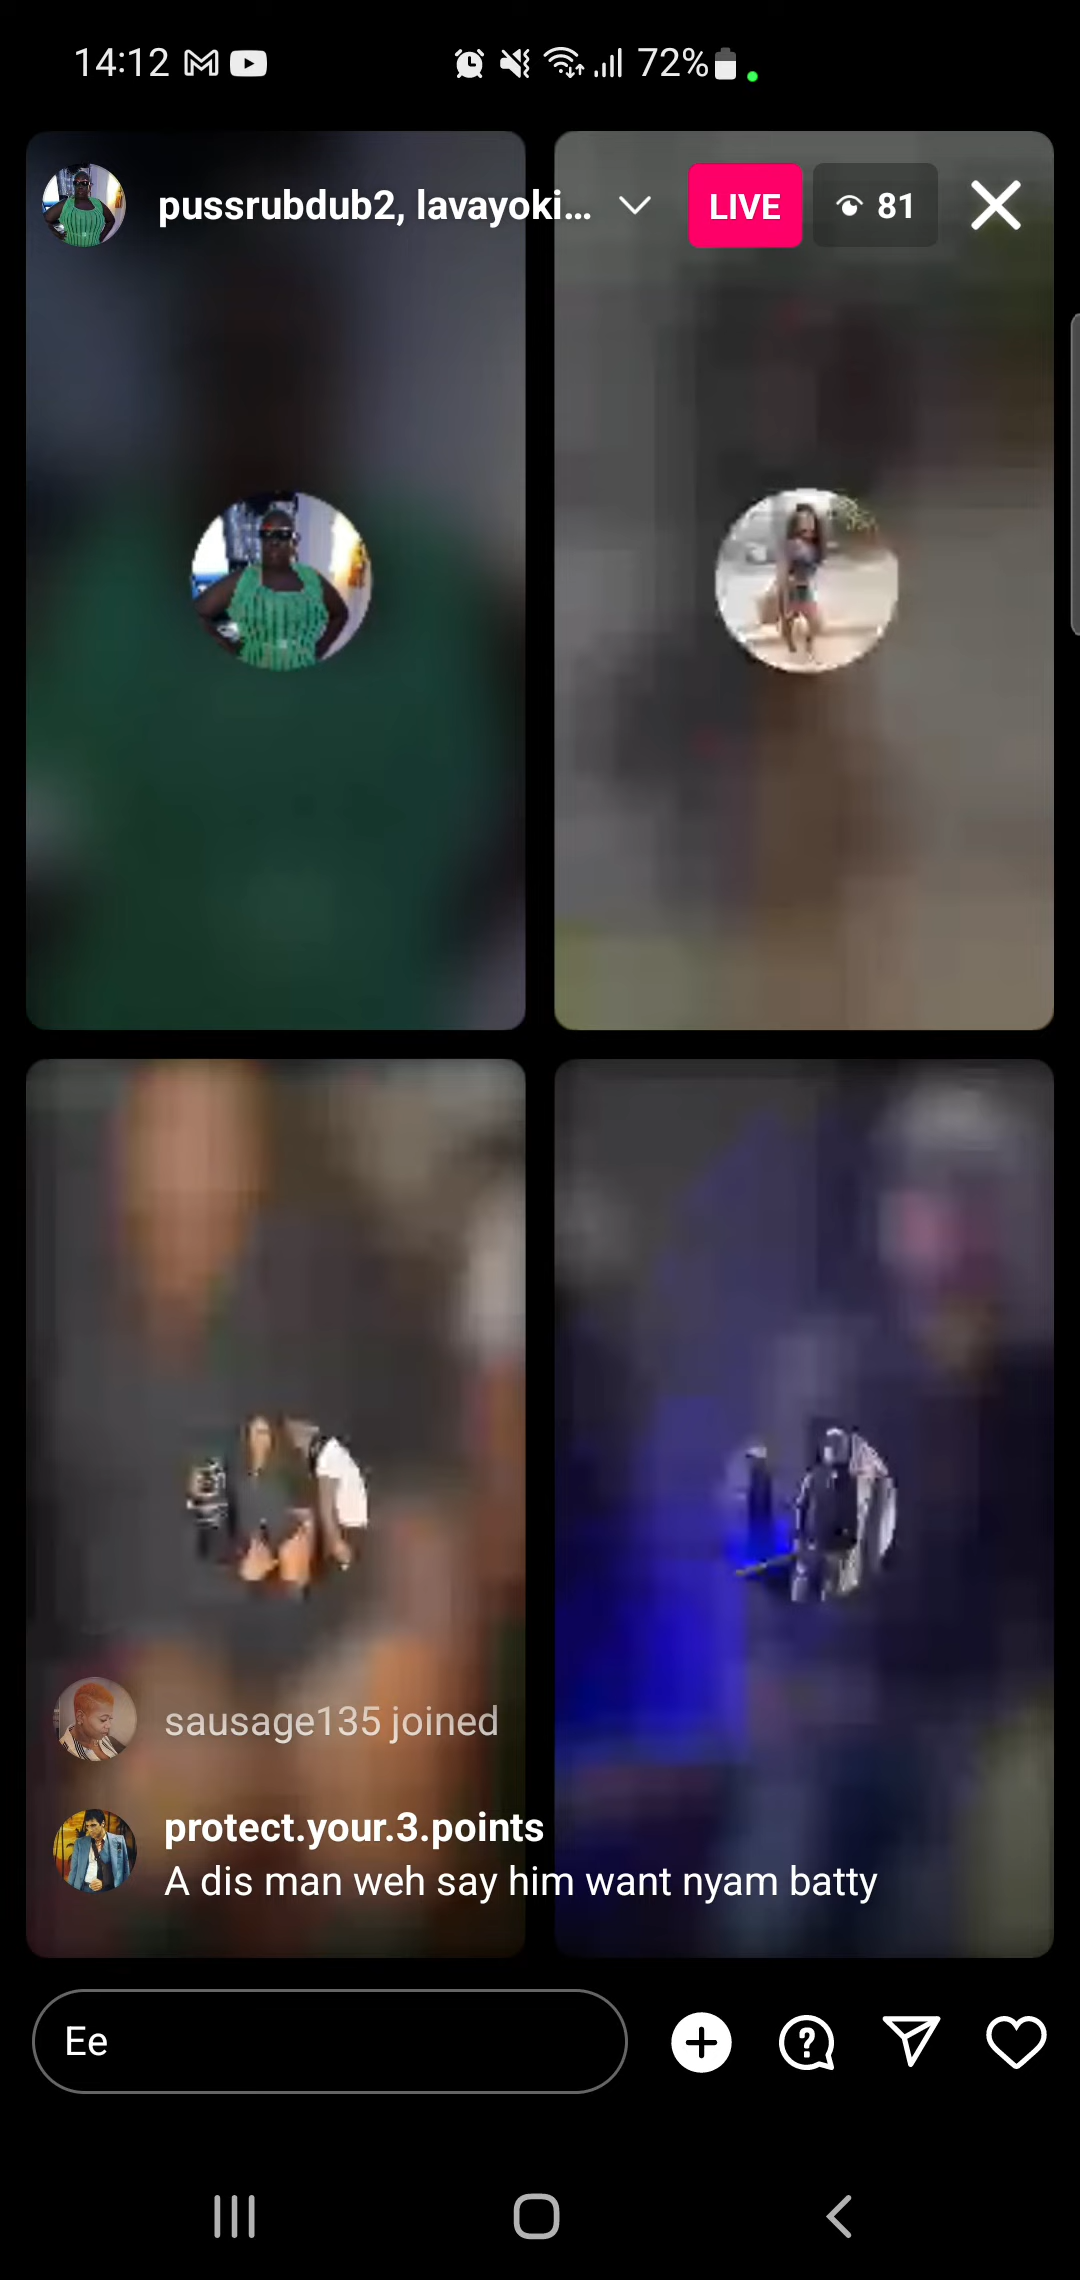 14:12 72%
pussrubdub2, lavayoki... LIVE 81
sausage135 joined
protect.your.3.points
A dis man weh say him want nyam batty
Ee